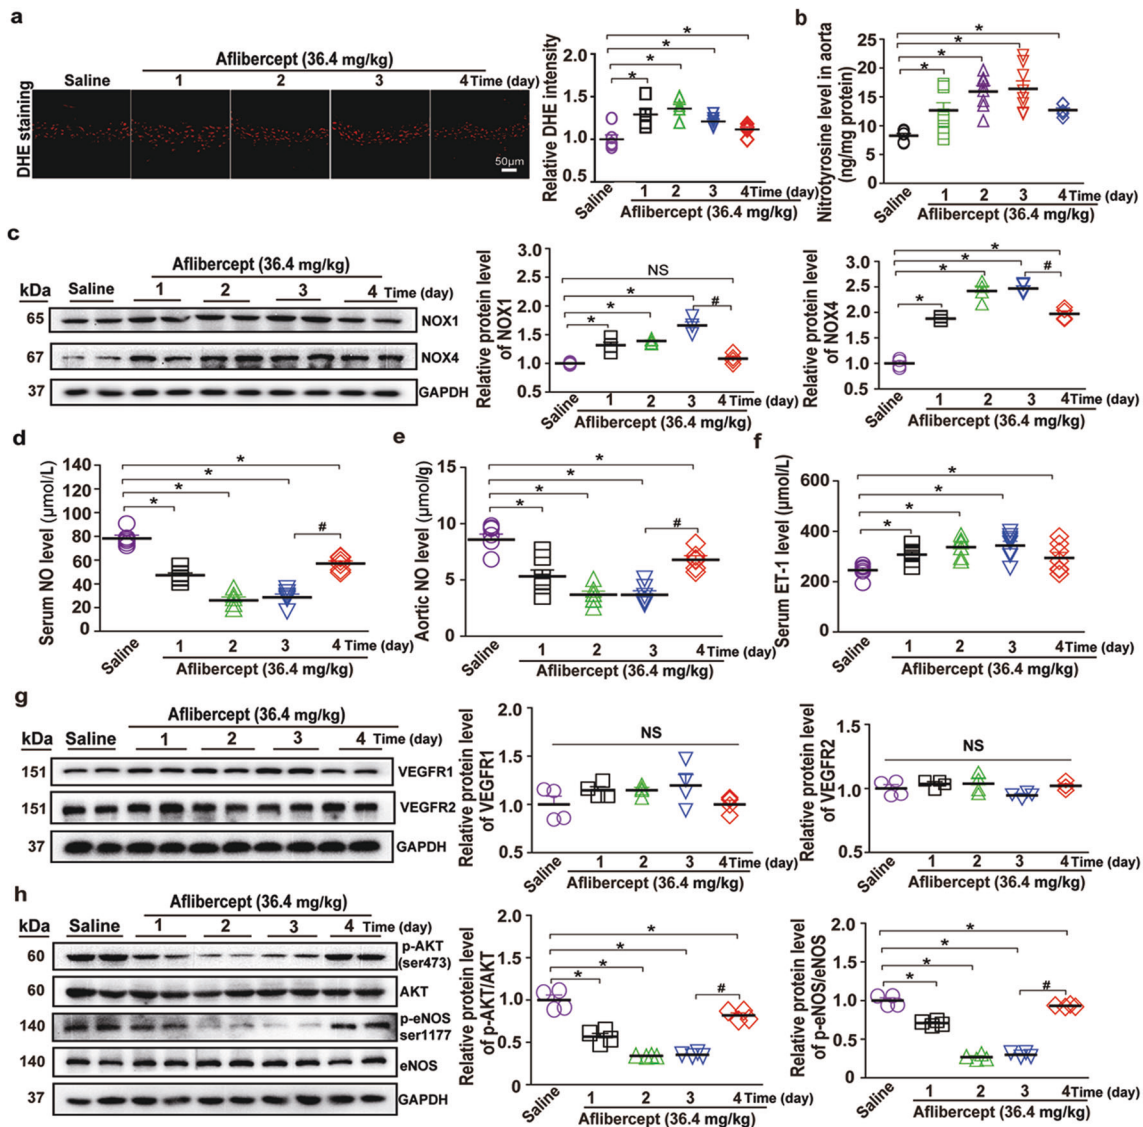 a
Aflibercept (36.4 mg/kg)
Saline 1 2 3 4 Time (day)
DHE staining
50μm
Relative DHE intensity
2.0
1.5
1.0
0.5
* * * *
Saline 1 2 3 4 Time (day)
Aflibercept (36.4 mg/kg)
b
Nitrotyrosine level in aorta
(ng/mg protein)
25
20
15
10
5
0
* * * *
Saline 1 2 3 4 Time (day)
Aflibercept (36.4 mg/kg)
c
Aflibercept (36.4 mg/kg)
kDa Saline 1 2 3 4 Time (day)
65 NOX1
67 NOX4
37 GAPDH
Relative protein level
of NOX1
3.0
2.5
2.0
1.5
1.0
0.5
NS
* * * #
Saline 1 2 3 4 Time (day)
Aflibercept (36.4 mg/kg)
Relative protein level
of NOX4
3.0
2.5
2.0
1.5
1.0
0.5
* * * * #
Saline 1 2 3 4 Time (day)
Aflibercept (36.4 mg/kg)
d
Serum NO level (μmol/L)
140
120
100
80
60
40
20
0
* * * * #
Saline 1 2 3 4 Time (day)
Aflibercept (36.4 mg/kg)
e
Aortic NO level (μmol/g)
15
10
5
0
* * * * #
Saline 1 2 3 4 Time (day)
Aflibercept (36.4 mg/kg)
f
Serum ET-1 level (μmol/L)
600
400
200
0
* * * *
Saline 1 2 3 4 Time (day)
Aflibercept (36.4 mg/kg)
g
Aflibercept (36.4 mg/kg)
kDa Saline 1 2 3 4 Time (day)
151 VEGFR1
151 VEGFR2
37 GAPDH
Relative protein level
of VEGFR1
2.0
1.5
1.0
0.5
NS
Saline 1 2 3 4 Time (day)
Aflibercept (36.4 mg/kg)
Relative protein level
of VEGFR2
1.5
1.0
0.5
NS
Saline 1 2 3 4 Time (day)
Aflibercept (36.4 mg/kg)
h
Aflibercept (36.4 mg/kg)
kDa Saline 1 2 3 4 Time (day)
60 p-AKT
(ser473)
60 AKT
140 p-eNOS
ser1177
140 eNOS
37 GAPDH
Relative protein level
of p-AKT/AKT
2.0
1.5
1.0
0.5
0
* * * * #
Saline 1 2 3 4 Time (day)
Aflibercept (36.4 mg/kg)
Relative protein level
of p-eNOS/eNOS
2.0
1.5
1.0
0.5
0
* * * * #
Saline 1 2 3 4 Time (day)
Aflibercept (36.4 mg/kg)